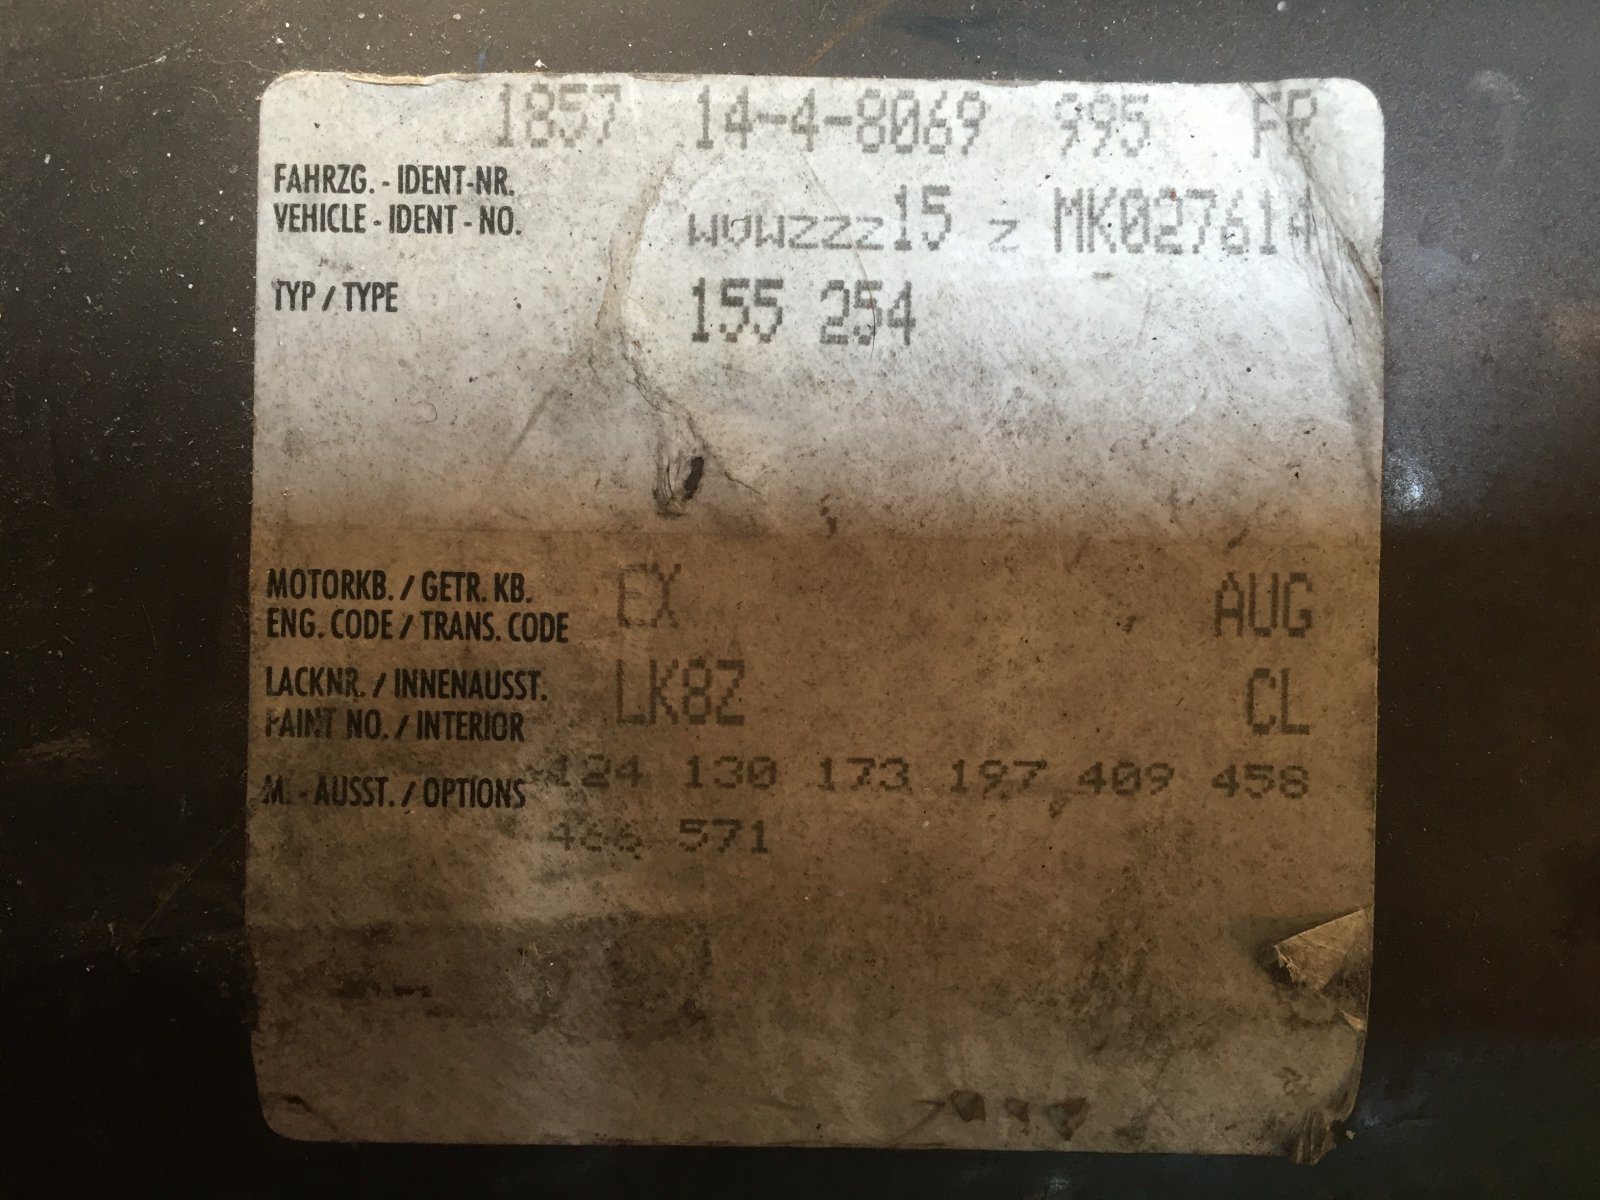 1857 14-4-8069 995 FR
FAHRZG. - IDENT-NR.
VEHICLE - IDENT - NO. WVWZZZ15 Z MK027614
TYP / TYPE 155 254
MOTORKB. / GETR. KB.
ENG. CODE / TRANS. CODE EX AUG
LACKNR. / INNENAUSST.
PAINT NO. / INTERIOR LK8Z CL
M. - AUSST. / OPTIONS 124 130 173 197 409 458
466 571